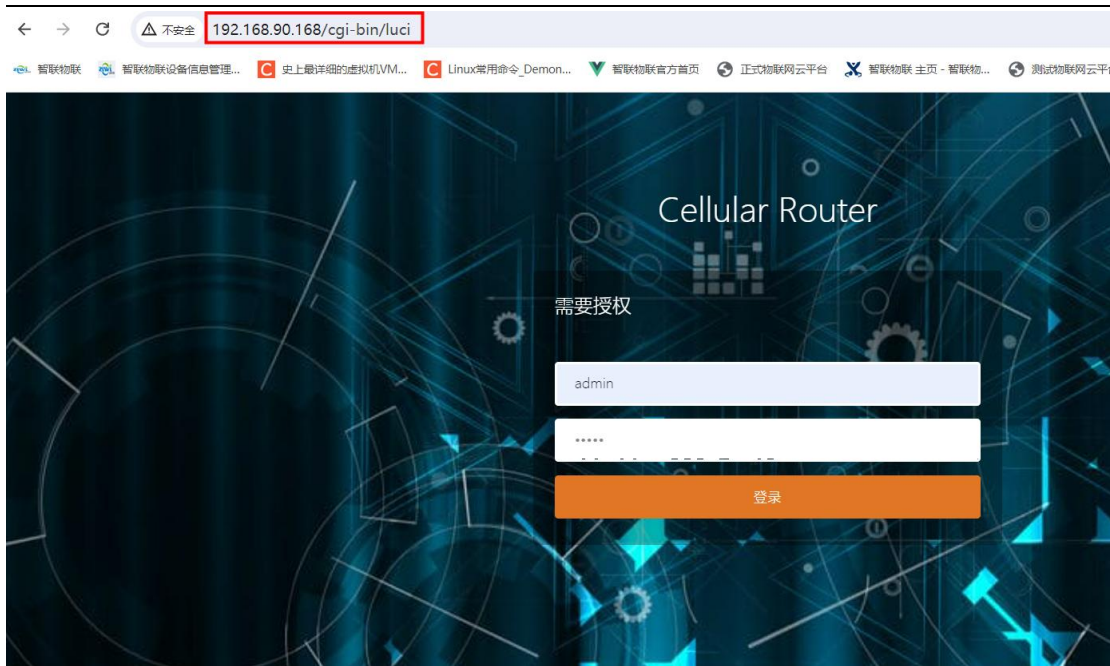 不安全 192.168.90.168/cgi-bin/luci
智联物联 智联物联设备信息管理... 史上最详细的虚拟机VM... Linux常用命令_Demon... 智联物联官方首页 正式物联网云平台 智联物联 主页 - 智联物... 测试物联网云平台
Cellular Router
需要授权
admin
•••••
登录